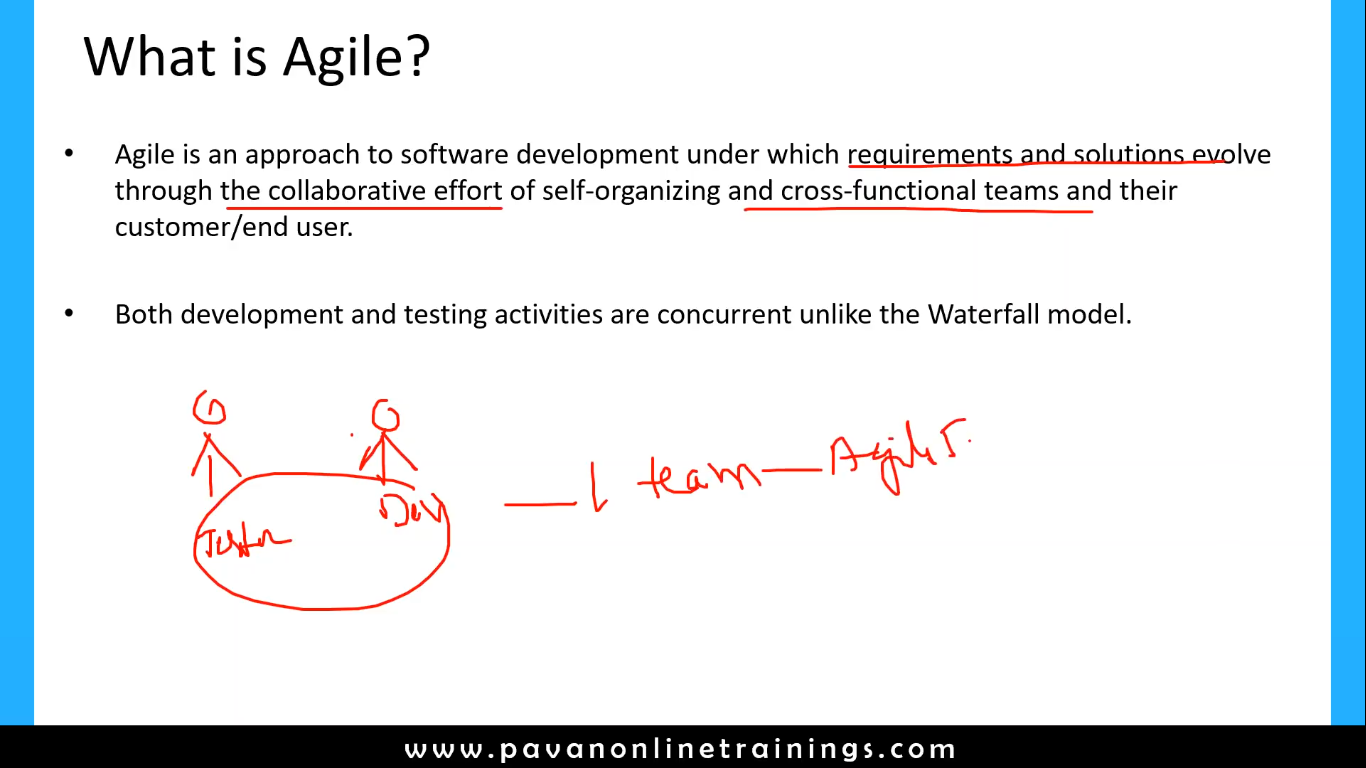 What is Agile?
• Agile is an approach to software development under which requirements and solutions evolve
through the collaborative effort of self-organizing and cross-functional teams and their
customer/end user.
• Both development and testing activities are concurrent unlike the Waterfall model.
Tester
Dev
1 team — Agile T.
www.pavanonlinetrainings.com